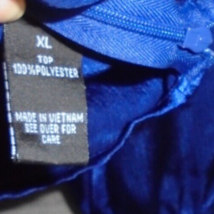 XL
TOP
100% POLYESTER
MADE IN VIETNAM
SEE OVER FOR
CARE